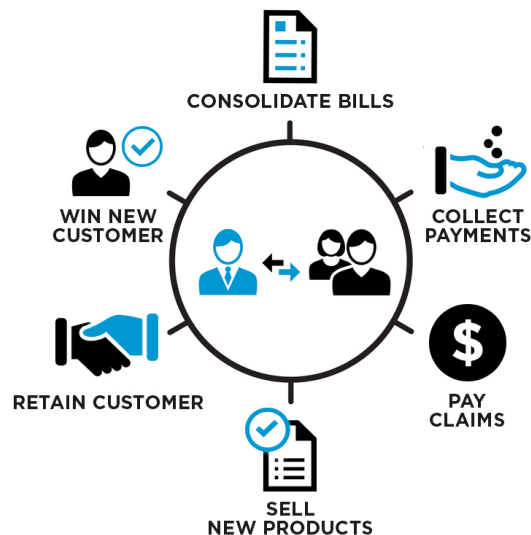 CONSOLIDATE BILLS
COLLECT
PAYMENTS
$
PAY
CLAIMS
SELL
NEW PRODUCTS
RETAIN CUSTOMER
WIN NEW
CUSTOMER